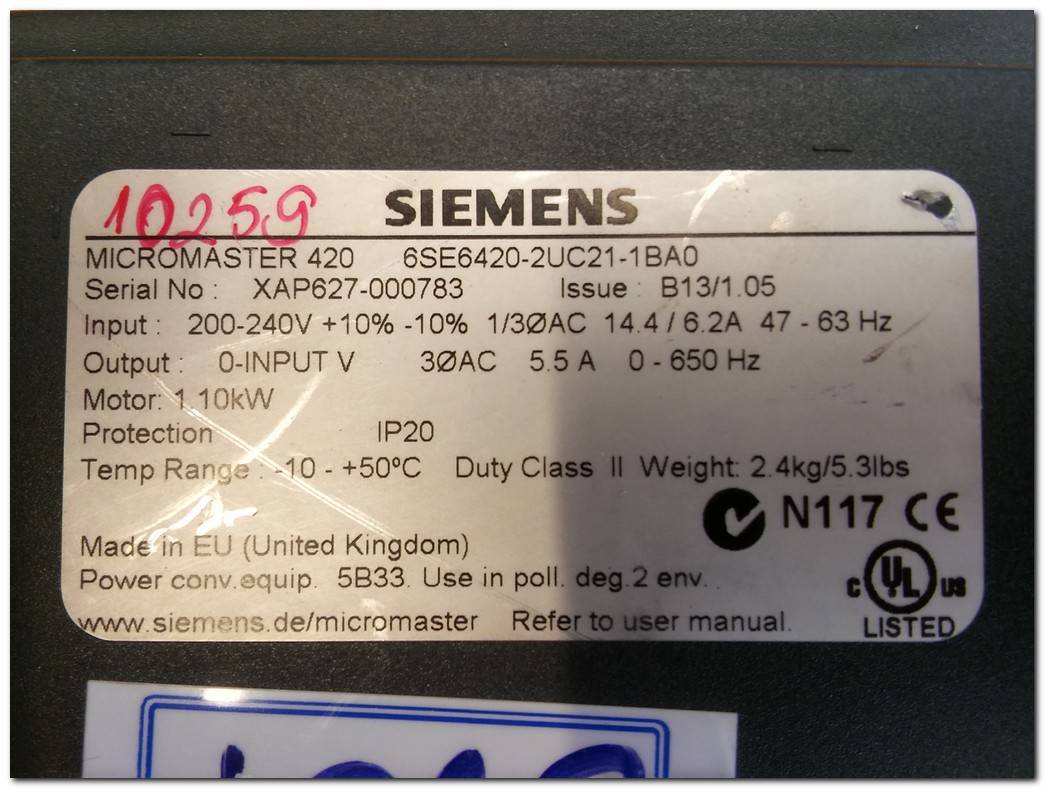 10259
SIEMENS
MICROMASTER 420 6SE6420-2UC21-1BA0
Serial No : XAP627-000783 Issue : B13/1.05
Input : 200-240V +10% -10% 1/3ØAC 14.4 / 6.2A 47 - 63 Hz
Output : 0-INPUT V 3ØAC 5.5 A 0 - 650 Hz
Motor: 1.10kW
Protection IP20
Temp Range : -10 - +50ºC Duty Class II Weight: 2.4kg/5.3lbs
N117 CE
Made in EU (United Kingdom)
Power conv.equip. 5B33. Use in poll. deg.2 env.
C UL US
www.siemens.de/micromaster Refer to user manual.
LISTED